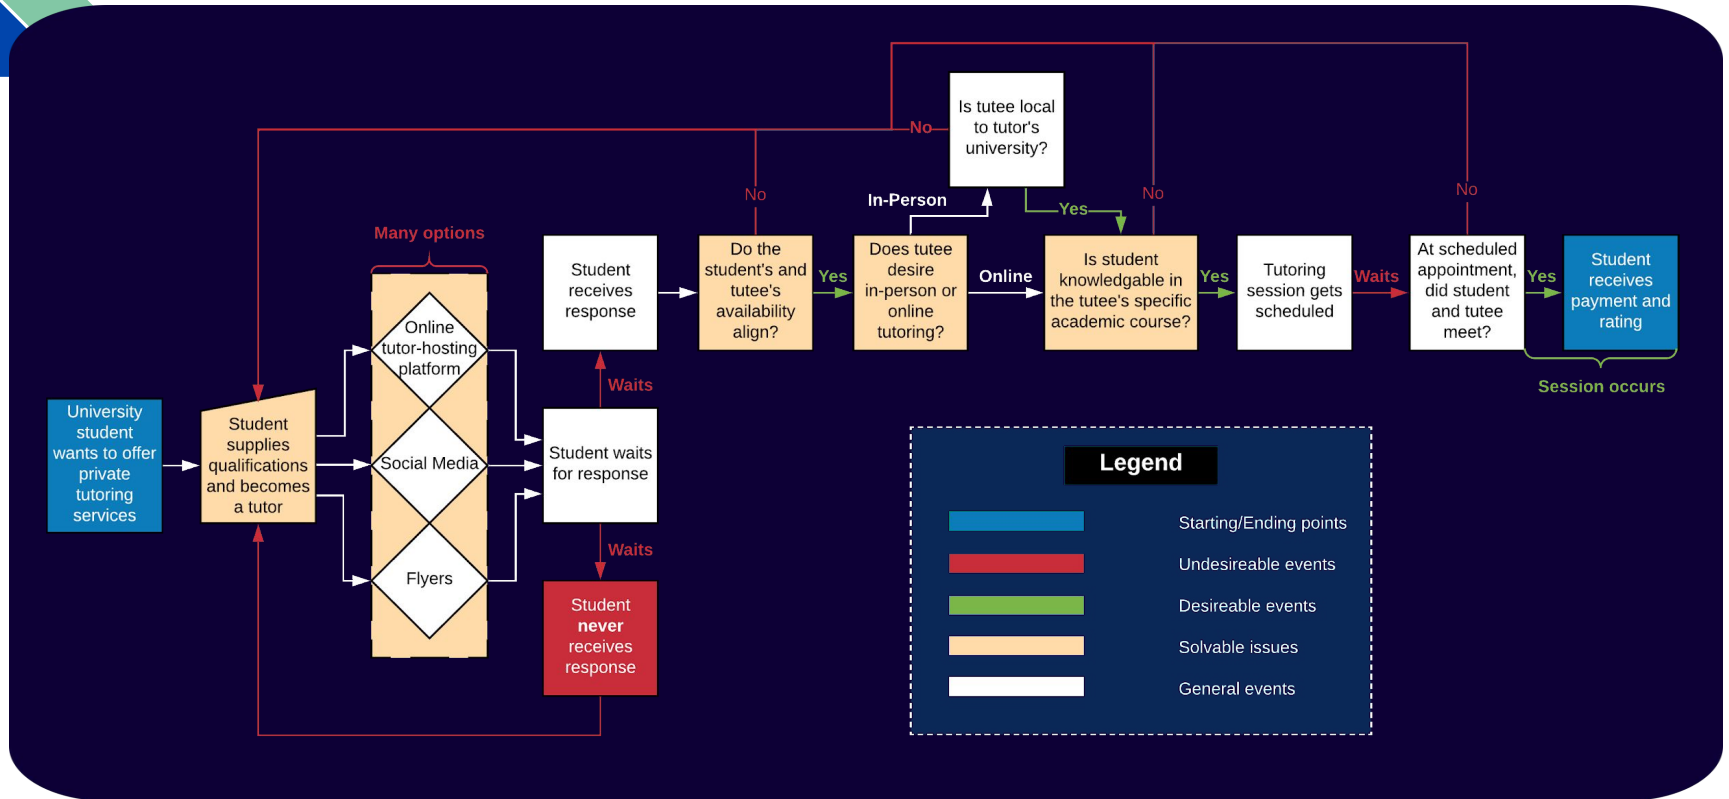 Is tutee local
to tutor's
university?
No
In-Person
Yes
No
No
No
Many options
Student
receives
response
Do the
student's and
tutee's
availability
align?
Yes
Does tutee
desire
in-person or
online
tutoring?
Online
Is student
knowledgable in
the tutee's specific
academic course?
Yes
Tutoring
session gets
scheduled
Waits
At scheduled
appointment,
did student
and tutee
meet?
Yes
Student
receives
payment and
rating
Session occurs
Online
tutor-hosting
platform
Waits
University
student
wants to offer
private
tutoring
services
Student
supplies
qualifications
and becomes
a tutor
Social Media
Student waits
for response
Waits
Flyers
Student
never
receives
response
Legend
Starting/Ending points
Undesireable events
Desireable events
Solvable issues
General events